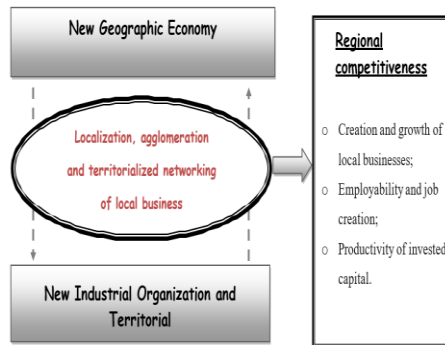 New Geographic Economy
Localization, agglomeration
and territorialized networking
of local business
New Industrial Organization and
Territorial
Regional
competitiveness
o Creation and growth of
local businesses;
o Employability and job
creation;
o Productivity of invested
capital.